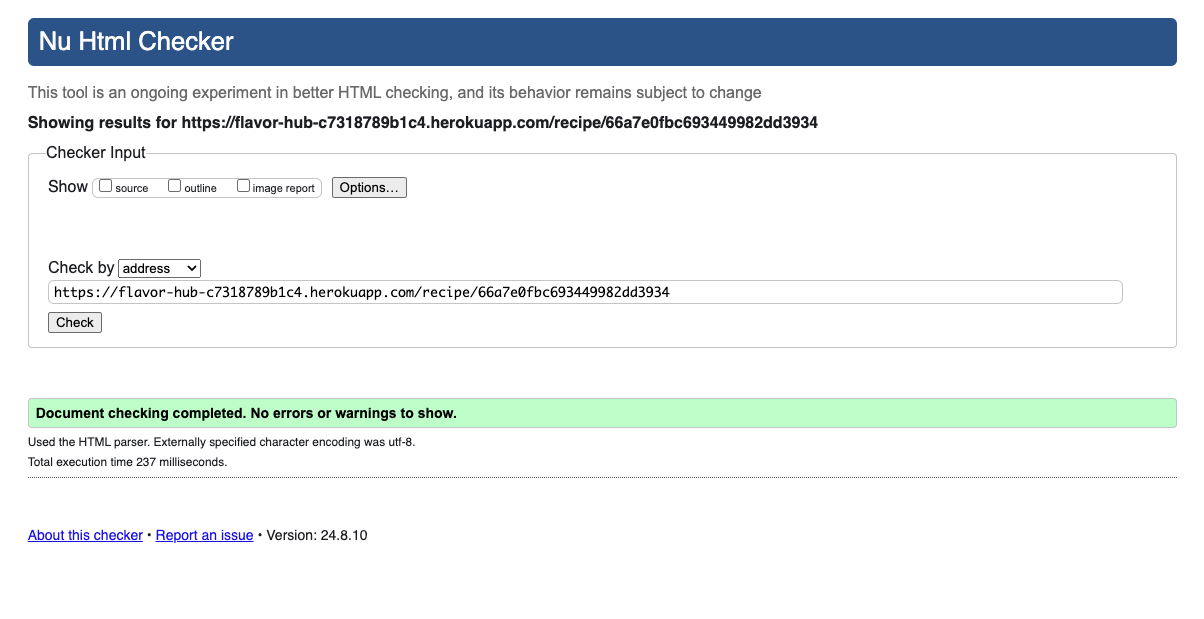 Nu Html Checker
This tool is an ongoing experiment in better HTML checking, and its behavior remains subject to change
Showing results for https://flavor-hub-c7318789b1c4.herokuapp.com/recipe/66a7e0fbc693449982dd3934
Checker Input
Show source outline image report Options...
Check by address
https://flavor-hub-c7318789b1c4.herokuapp.com/recipe/66a7e0fbc693449982dd3934
Check
Document checking completed. No errors or warnings to show.
Used the HTML parser. Externally specified character encoding was utf-8.
Total execution time 237 milliseconds.
About this checker • Report an issue • Version: 24.8.10